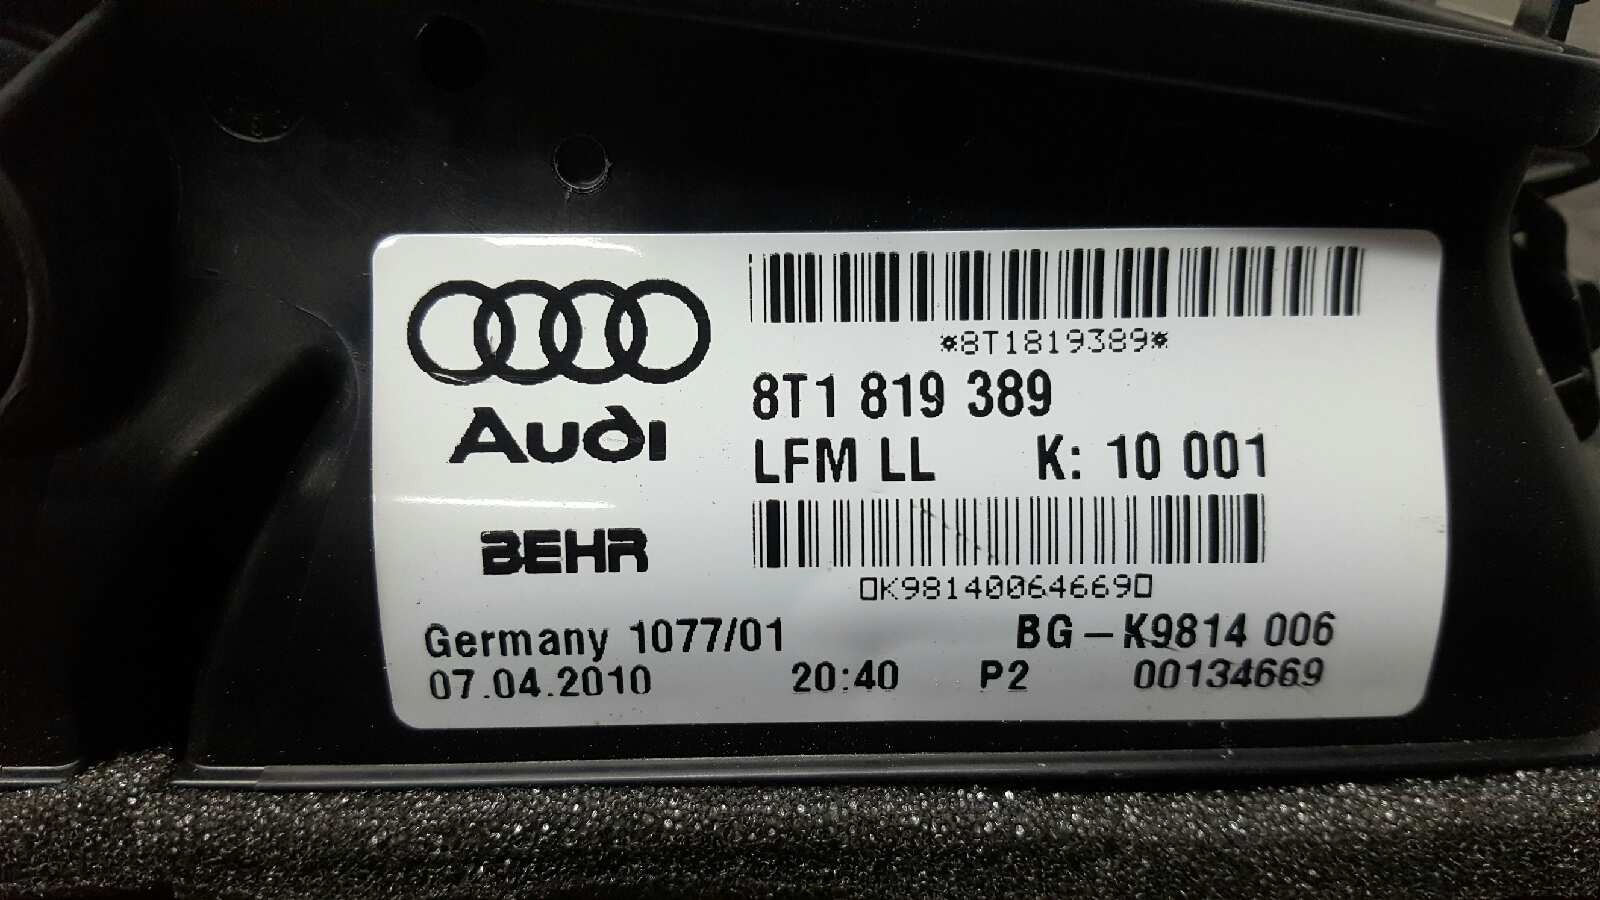 *8T1819389*
8T1 819 389
LFM LL K: 10 001
Audi
BEHR
K98140064669
Germany 1077/01 BG-K9814 006
07.04.2010 20:40 P2 00134669